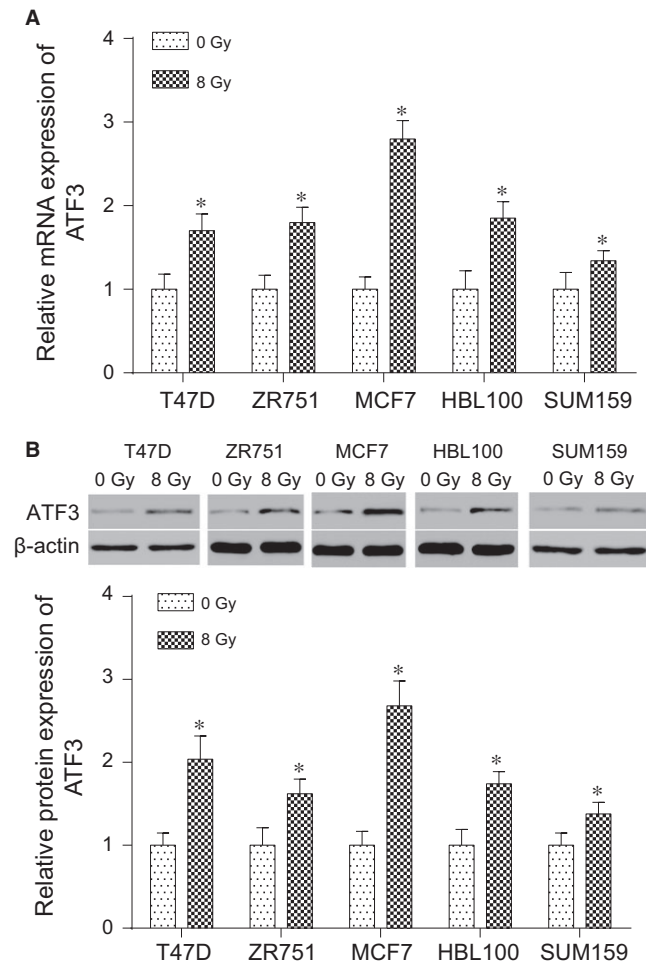 A
Relative mRNA expression of
ATF3
4
3
2
1
0
0 Gy
8 Gy
* * * * *
T47D ZR751 MCF7 HBL100 SUM159
B
T47D ZR751 MCF7 HBL100 SUM159
0 Gy 8 Gy 0 Gy 8 Gy 0 Gy 8 Gy 0 Gy 8 Gy 0 Gy 8 Gy
ATF3
β-actin
Relative protein expression of
ATF3
4
3
2
1
0
0 Gy
8 Gy
* * * * *
T47D ZR751 MCF7 HBL100 SUM159